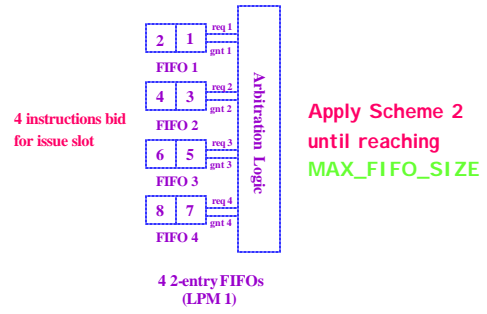 req 1
2 1
gnt 1
FIFO 1
req 2
4 3
gnt 2
FIFO 2
req 3
6 5
gnt 3
FIFO 3
req 4
8 7
gnt 4
FIFO 4
Arbitration Logic
4 instructions bid
for issue slot
Apply Scheme 2
until reaching
MAX_FIFO_SIZE
4 2-entry FIFOs
(LPM 1)